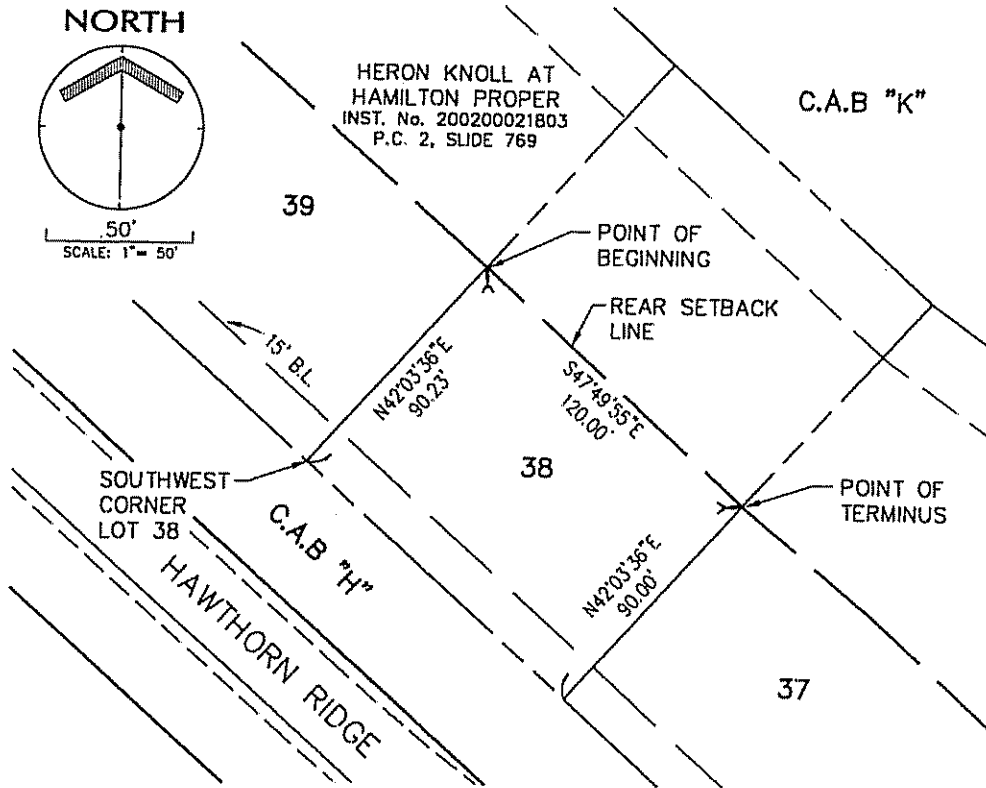 NORTH
50'
SCALE: 1"= 50'
HERON KNOLL AT
HAMILTON PROPER
INST. No. 200200021803
P.C. 2, SLIDE 769
C.A.B "K"
39
POINT OF
BEGINNING
REAR SETBACK
LINE
15' B.L.
N42°03'36"E
90.23'
S47°49'55"E
120.00'
38
SOUTHWEST
CORNER
LOT 38
POINT OF
TERMINUS
C.A.B "H"
N42°03'36"E
90.00'
HAWTHORN RIDGE
37